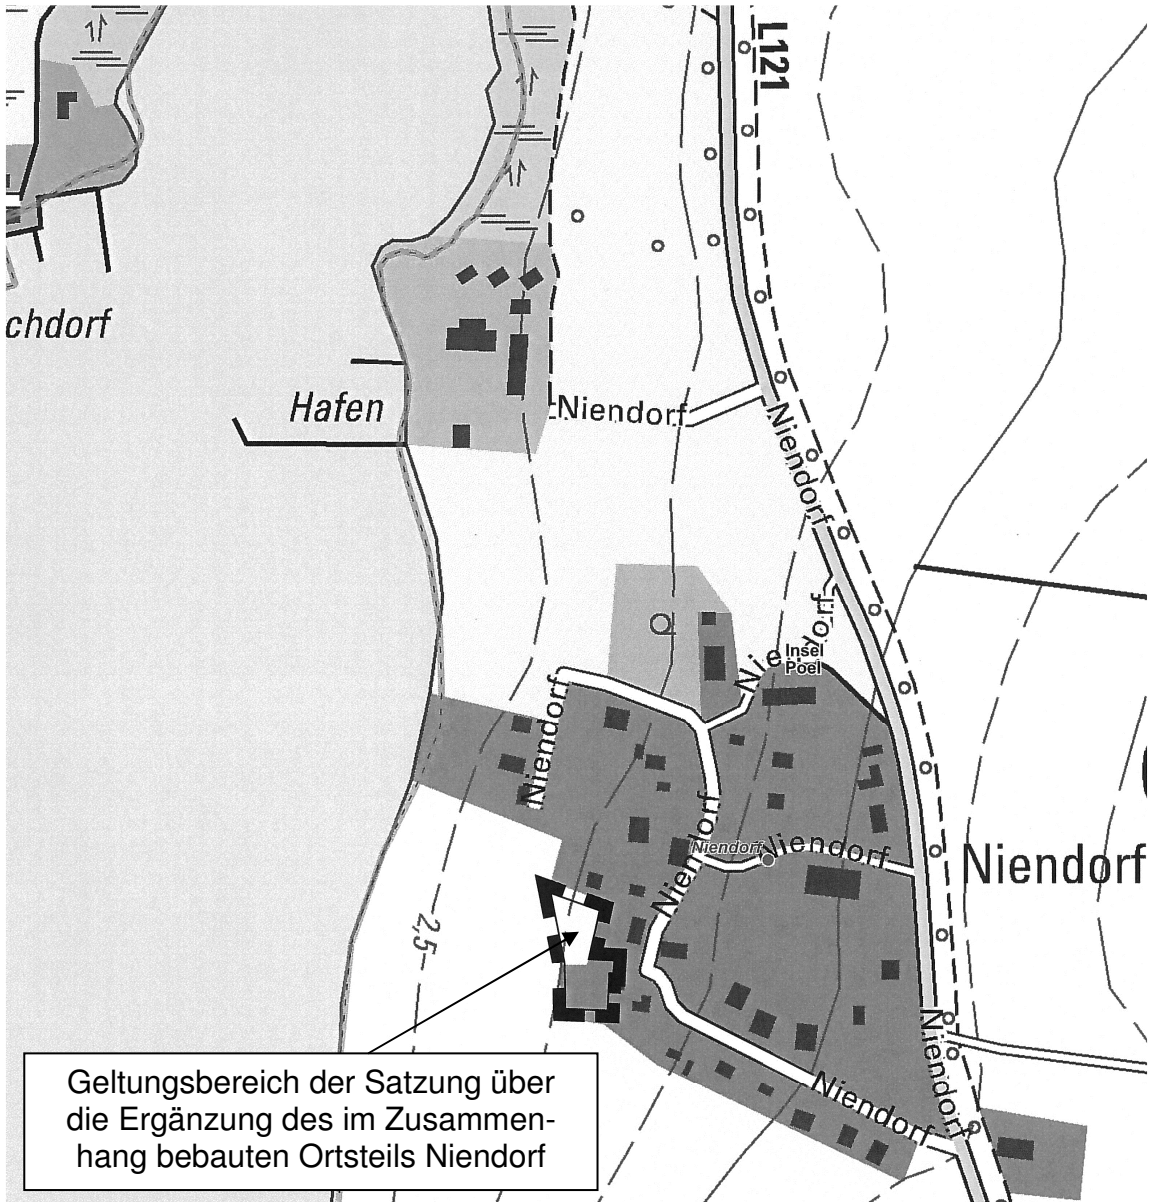 L121
chdorf
Hafen
Niendorf
Niendorf
Niendorf
Insel
Poel
Niendorf
Niendorf
Niendorf
Niendorf
Niendorf
Niendorf
Niendorf
2,5
Niendorf
Niendorf
Geltungsbereich der Satzung über
die Ergänzung des im Zusammen-
hang bebauten Ortsteils Niendorf